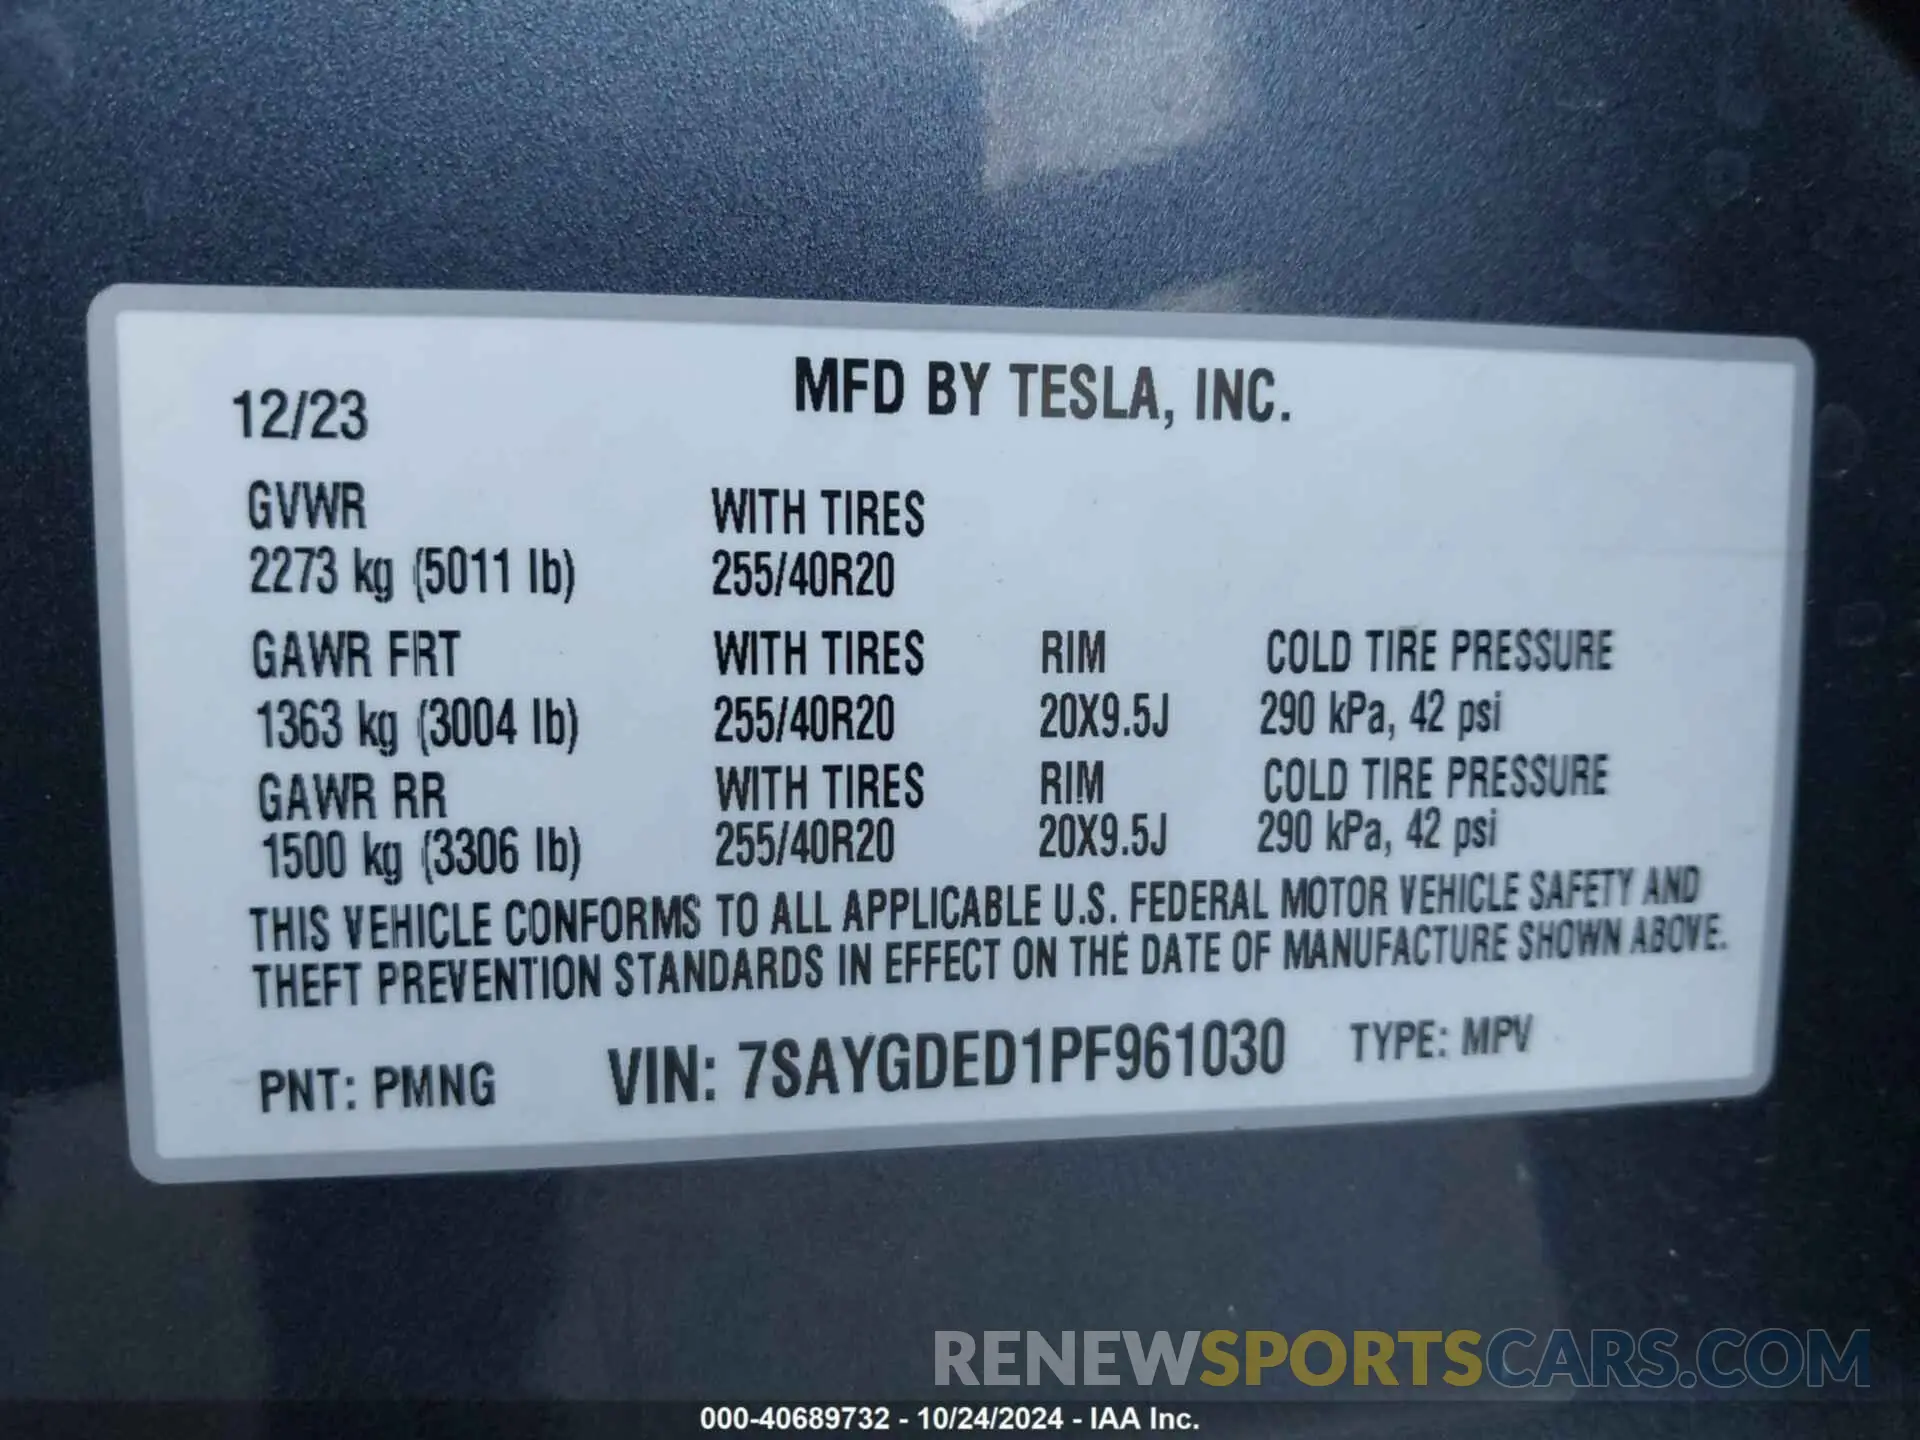 MFD BY TESLA, INC.
12/23
GVWR WITH TIRES
2273 kg (5011 lb) 255/40R20
GAWR FRT WITH TIRES RIM COLD TIRE PRESSURE
1363 kg (3004 lb) 255/40R20 20X9.5J 290 kPa, 42 psi
GAWR RR WITH TIRES RIM COLD TIRE PRESSURE
1500 kg (3306 lb) 255/40R20 20X9.5J 290 kPa, 42 psi
THIS VEHICLE CONFORMS TO ALL APPLICABLE U.S. FEDERAL MOTOR VEHICLE SAFETY AND
THEFT PREVENTION STANDARDS IN EFFECT ON THE DATE OF MANUFACTURE SHOWN ABOVE.
PNT: PMNG VIN: 7SAYGDED1PF961030 TYPE: MPV
RENEWSPORTSCARS.COM
000-40689732 - 10/24/2024 - IAA Inc.